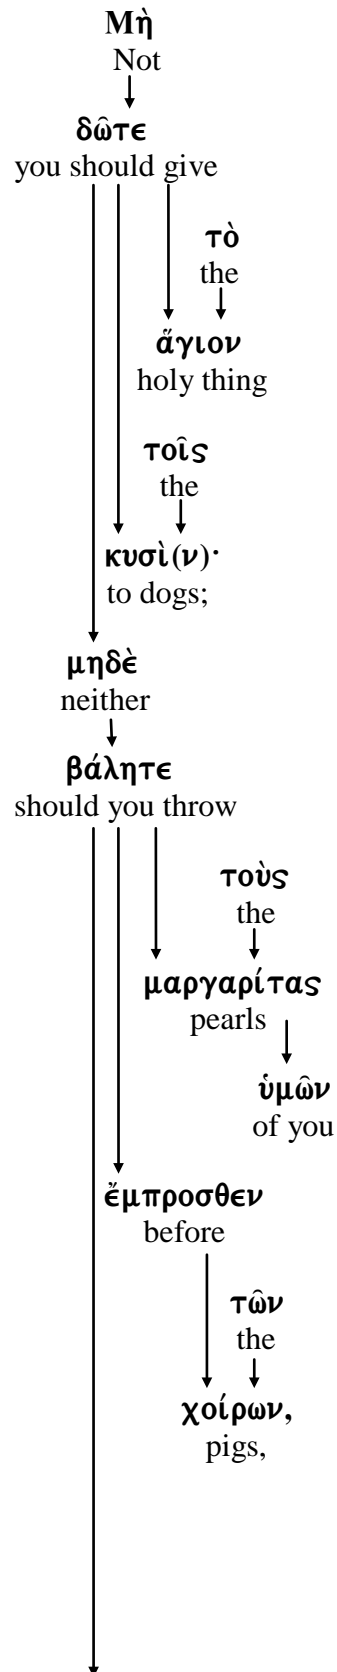 Μὴ
Not
δῶτε
you should give
τὸ
the
ἅγιον
holy thing
τοῖς
the
κυσὶ(ν)·
to dogs;
μηδὲ
neither
βάλητε
should you throw
τοὺς
the
μαργαρίτας
pearls
ὑμῶν
of you
ἔμπροσθεν
before
τῶν
the
χοίρων,
pigs,